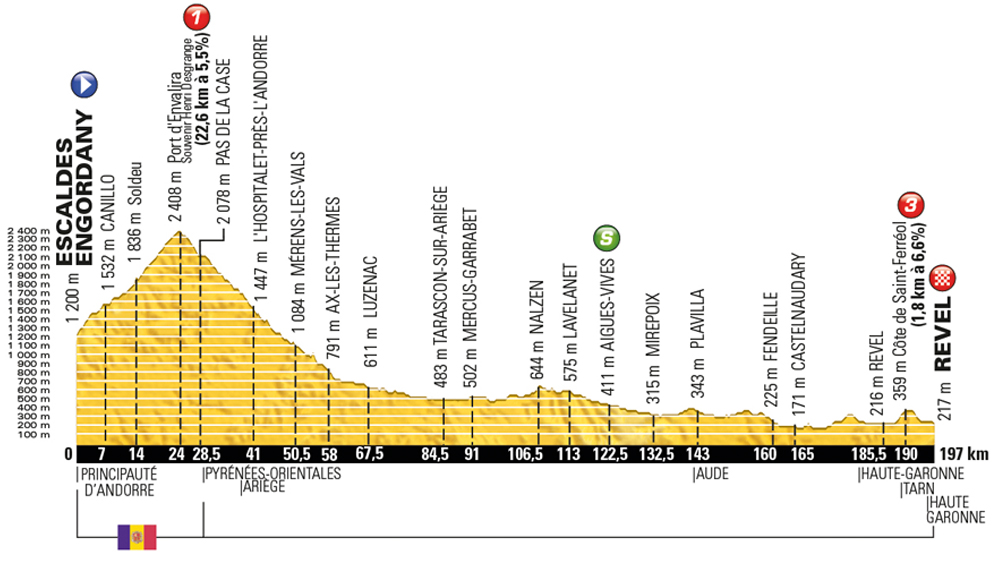 ESCALDES
ENGORDANY
1200 m
1 532 m CANILLO
1 836 m Soldeu
2 408 m Port d'Envalira
Souvenir Henri Desgrange
(22,6 km à 5,5%)
1
2 078 m PAS DE LA CASE
1 447 m L'HOSPITALET-PRÈS-L'ANDORRE
1 084 m MÉRENS-LES-VALS
791 m AX-LES-THERMES
611 m LUZENAC
483 m TARASCON-SUR-ARIÈGE
502 m MERCUS-GARRABET
644 m NALZEN
575 m LAVELANET
S
411 m AIGUES-VIVES
315 m MIREPOIX
343 m PLAVILLA
225 m FENDEILLE
171 m CASTELNAUDARY
216 m REVEL
3
359 m Côte de Saint-Ferréol
(1,8 km à 6,6%)
217 m REVEL
2 400 m
2 300 m
2 200 m
2 100 m
2 000 m
1 900 m
1 800 m
1 700 m
1 600 m
1 500 m
1 400 m
1 300 m
1 200 m
1 100 m
1 000 m
900 m
800 m
700 m
600 m
500 m
400 m
300 m
200 m
100 m
0 7 14 24 28,5 41 50,5 58 67,5 84,5 91 106,5 113 122,5 132,5 143 160 165 185,5 190 197 km
PRINCIPAUTÉ
D'ANDORRE
PYRÉNÉES-ORIENTALES
ARIÈGE
AUDE
HAUTE-GARONNE
TARN
HAUTE
GARONNE